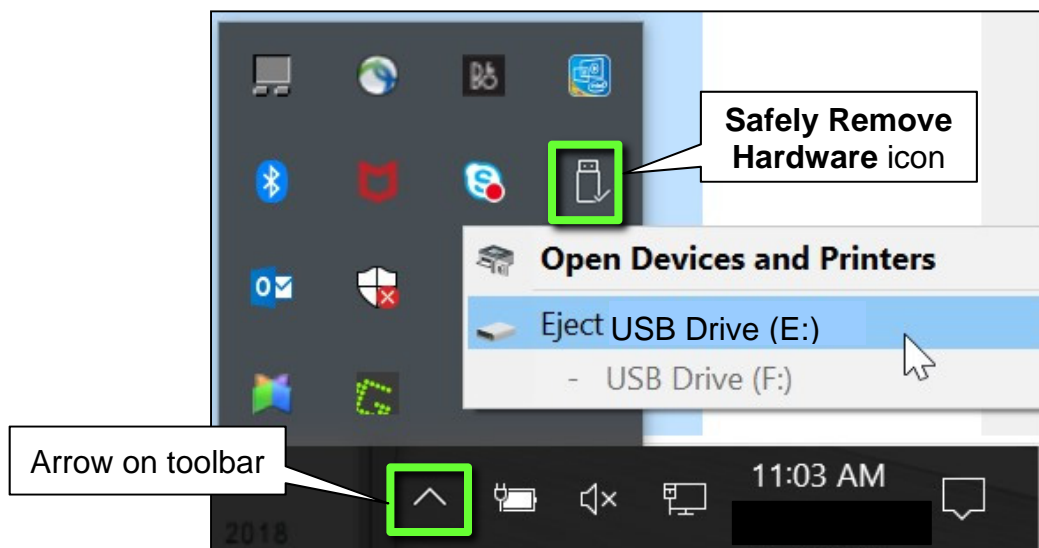 Safely Remove
Hardware icon
Open Devices and Printers
Eject USB Drive (E:)
- USB Drive (F:)
Arrow on toolbar
11:03 AM
2018